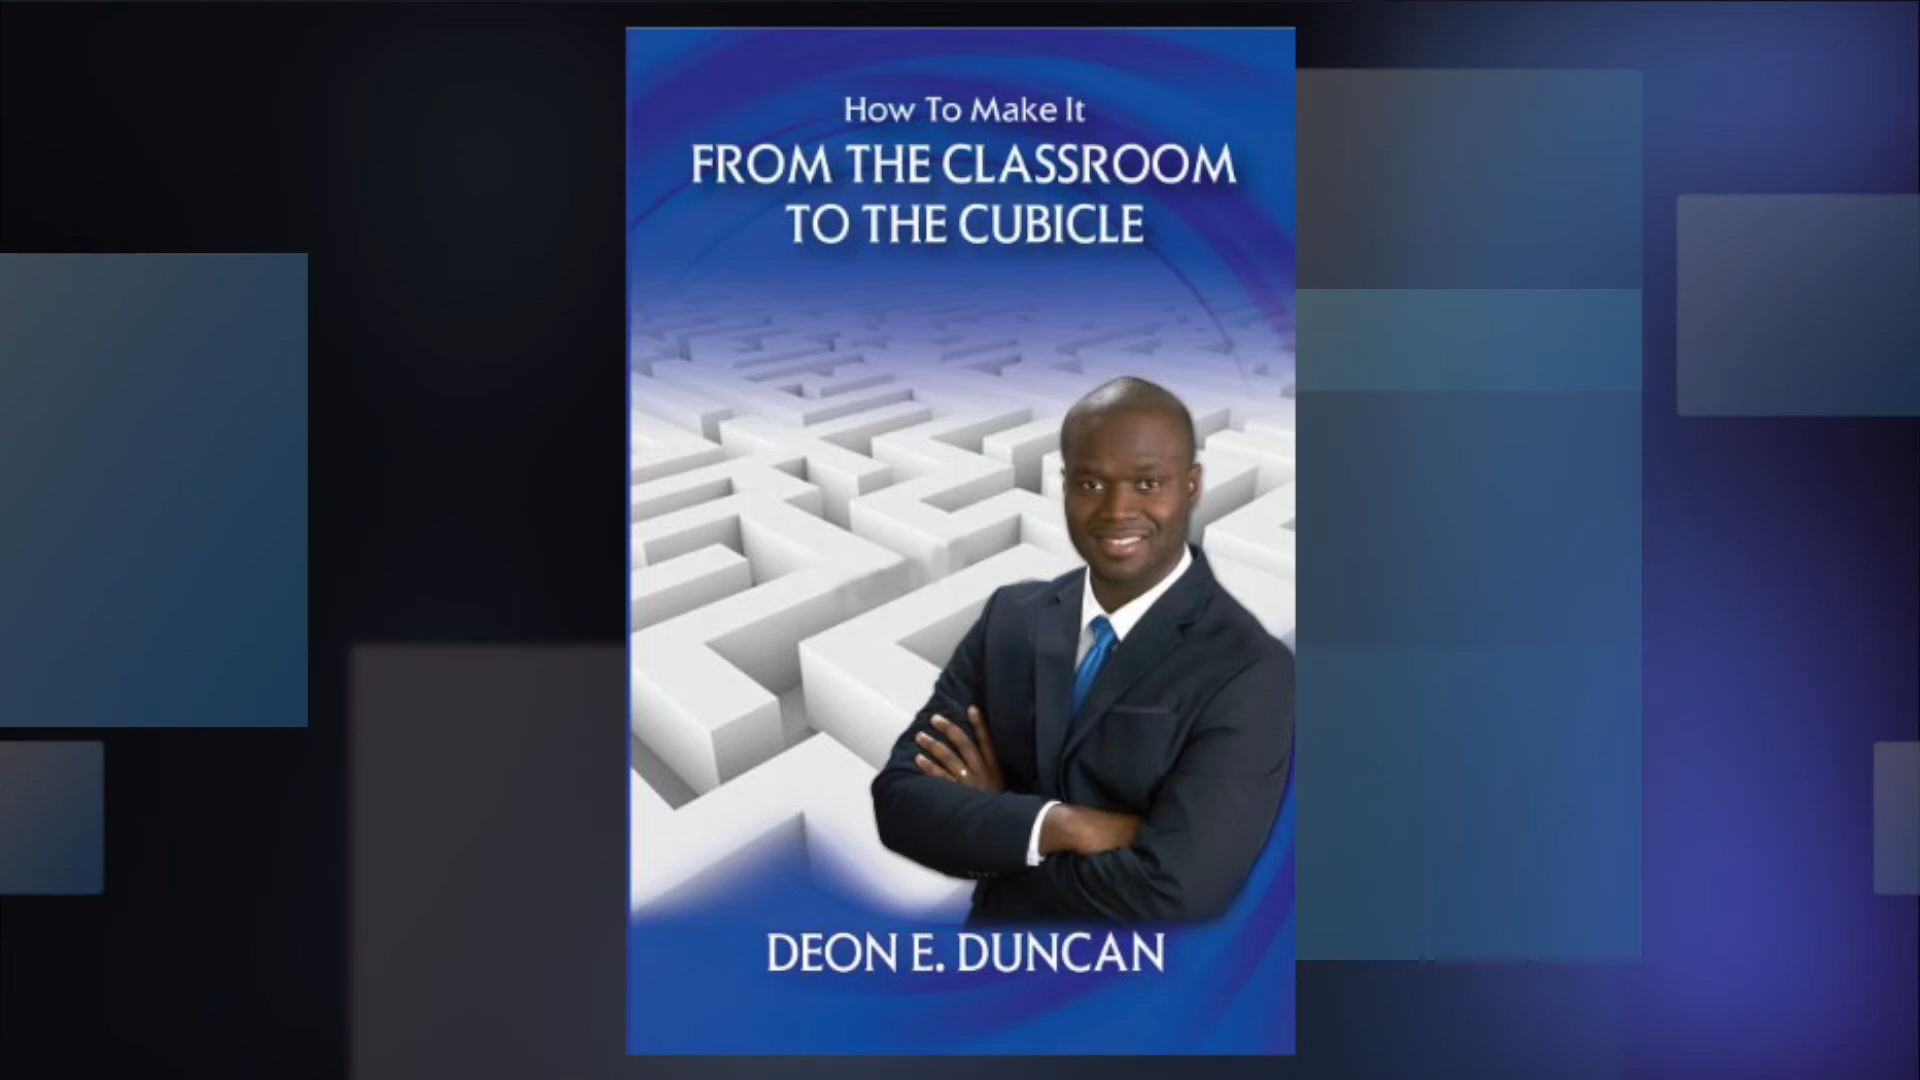 How To Make It
FROM THE CLASSROOM
TO THE CUBICLE
DEON E. DUNCAN